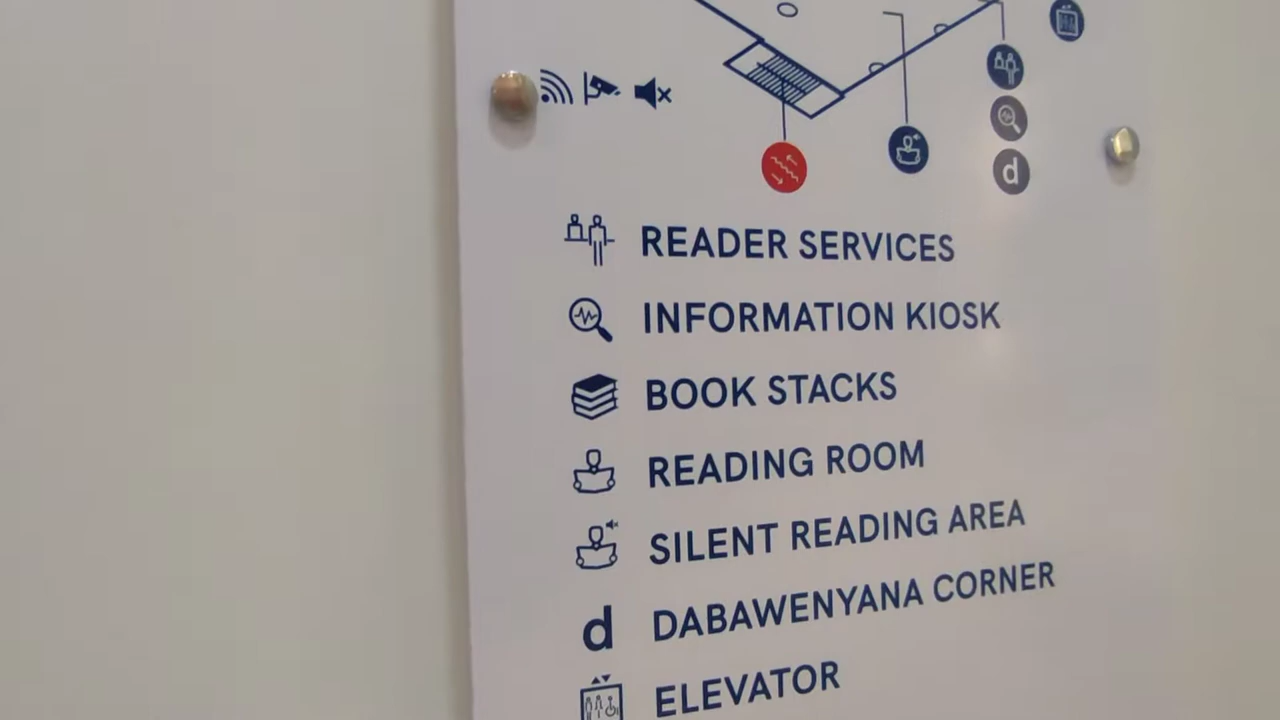 d
READER SERVICES
INFORMATION KIOSK
BOOK STACKS
READING ROOM
SILENT READING AREA
d DABAWENYANA CORNER
ELEVATOR